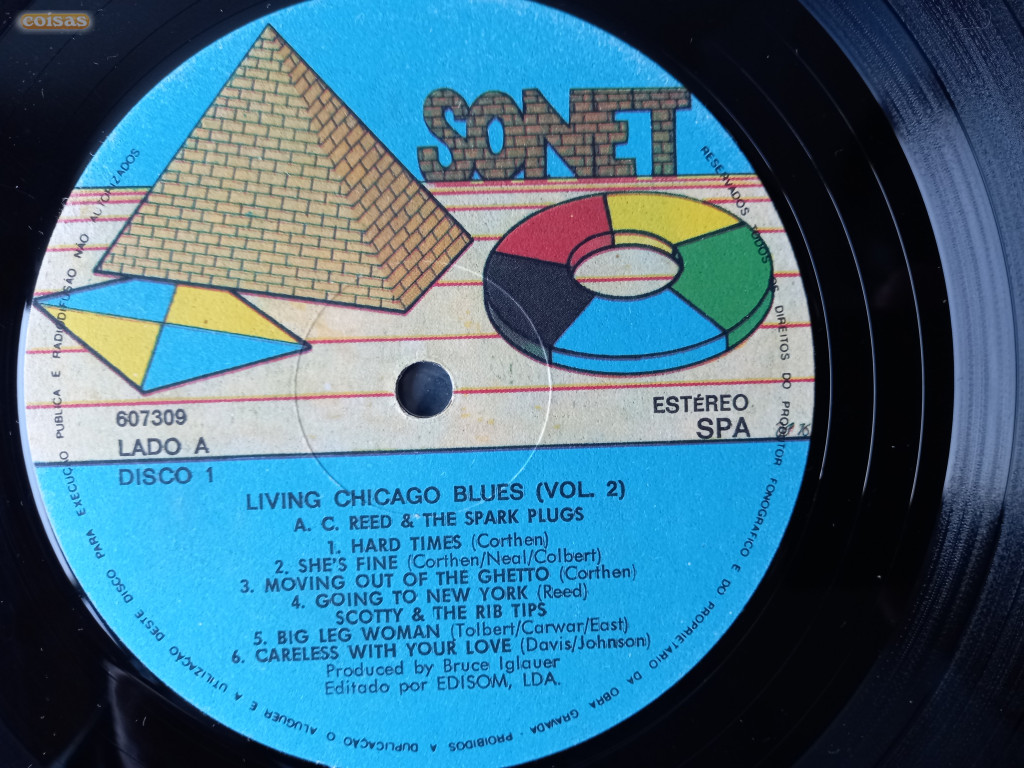 coisas
SONET
607309
LADO A
DISCO 1
ESTÉREO
SPA
LIVING CHICAGO BLUES (VOL. 2)
A. C. REED & THE SPARK PLUGS
1. HARD TIMES (Corthen)
2. SHE'S FINE (Corthen/Neal/Colbert)
3. MOVING OUT OF THE GHETTO (Corthen)
4. GOING TO NEW YORK (Reed)
SCOTTY & THE RIB TIPS
5. BIG LEG WOMAN (Tolbert/Carwar/East)
6. CARELESS WITH YOUR LOVE (Davis/Johnson)
Produced by Bruce Iglauer
Editado por EDISOM, LDA.
RESERVADOS TODOS OS DIREITOS DO PRODUTOR FONOGRAFICO E DO PROPRIETARIO DA OBRA GRAVADA - PROIBIDOS A DUPLICAÇÃO O ALUGUER E A UTILIZAÇÃO DESTE DISCO PARA EXECUÇÃO PUBLICA E RADIODIFUSÃO NÃO AUTORIZADOS